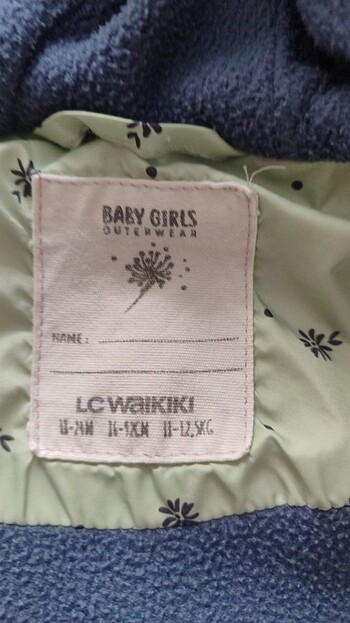 BABY GIRLS
OUTERWEAR
NAME:
LC WAIKIKI
18-24M 86-92CM 11-12,5KG